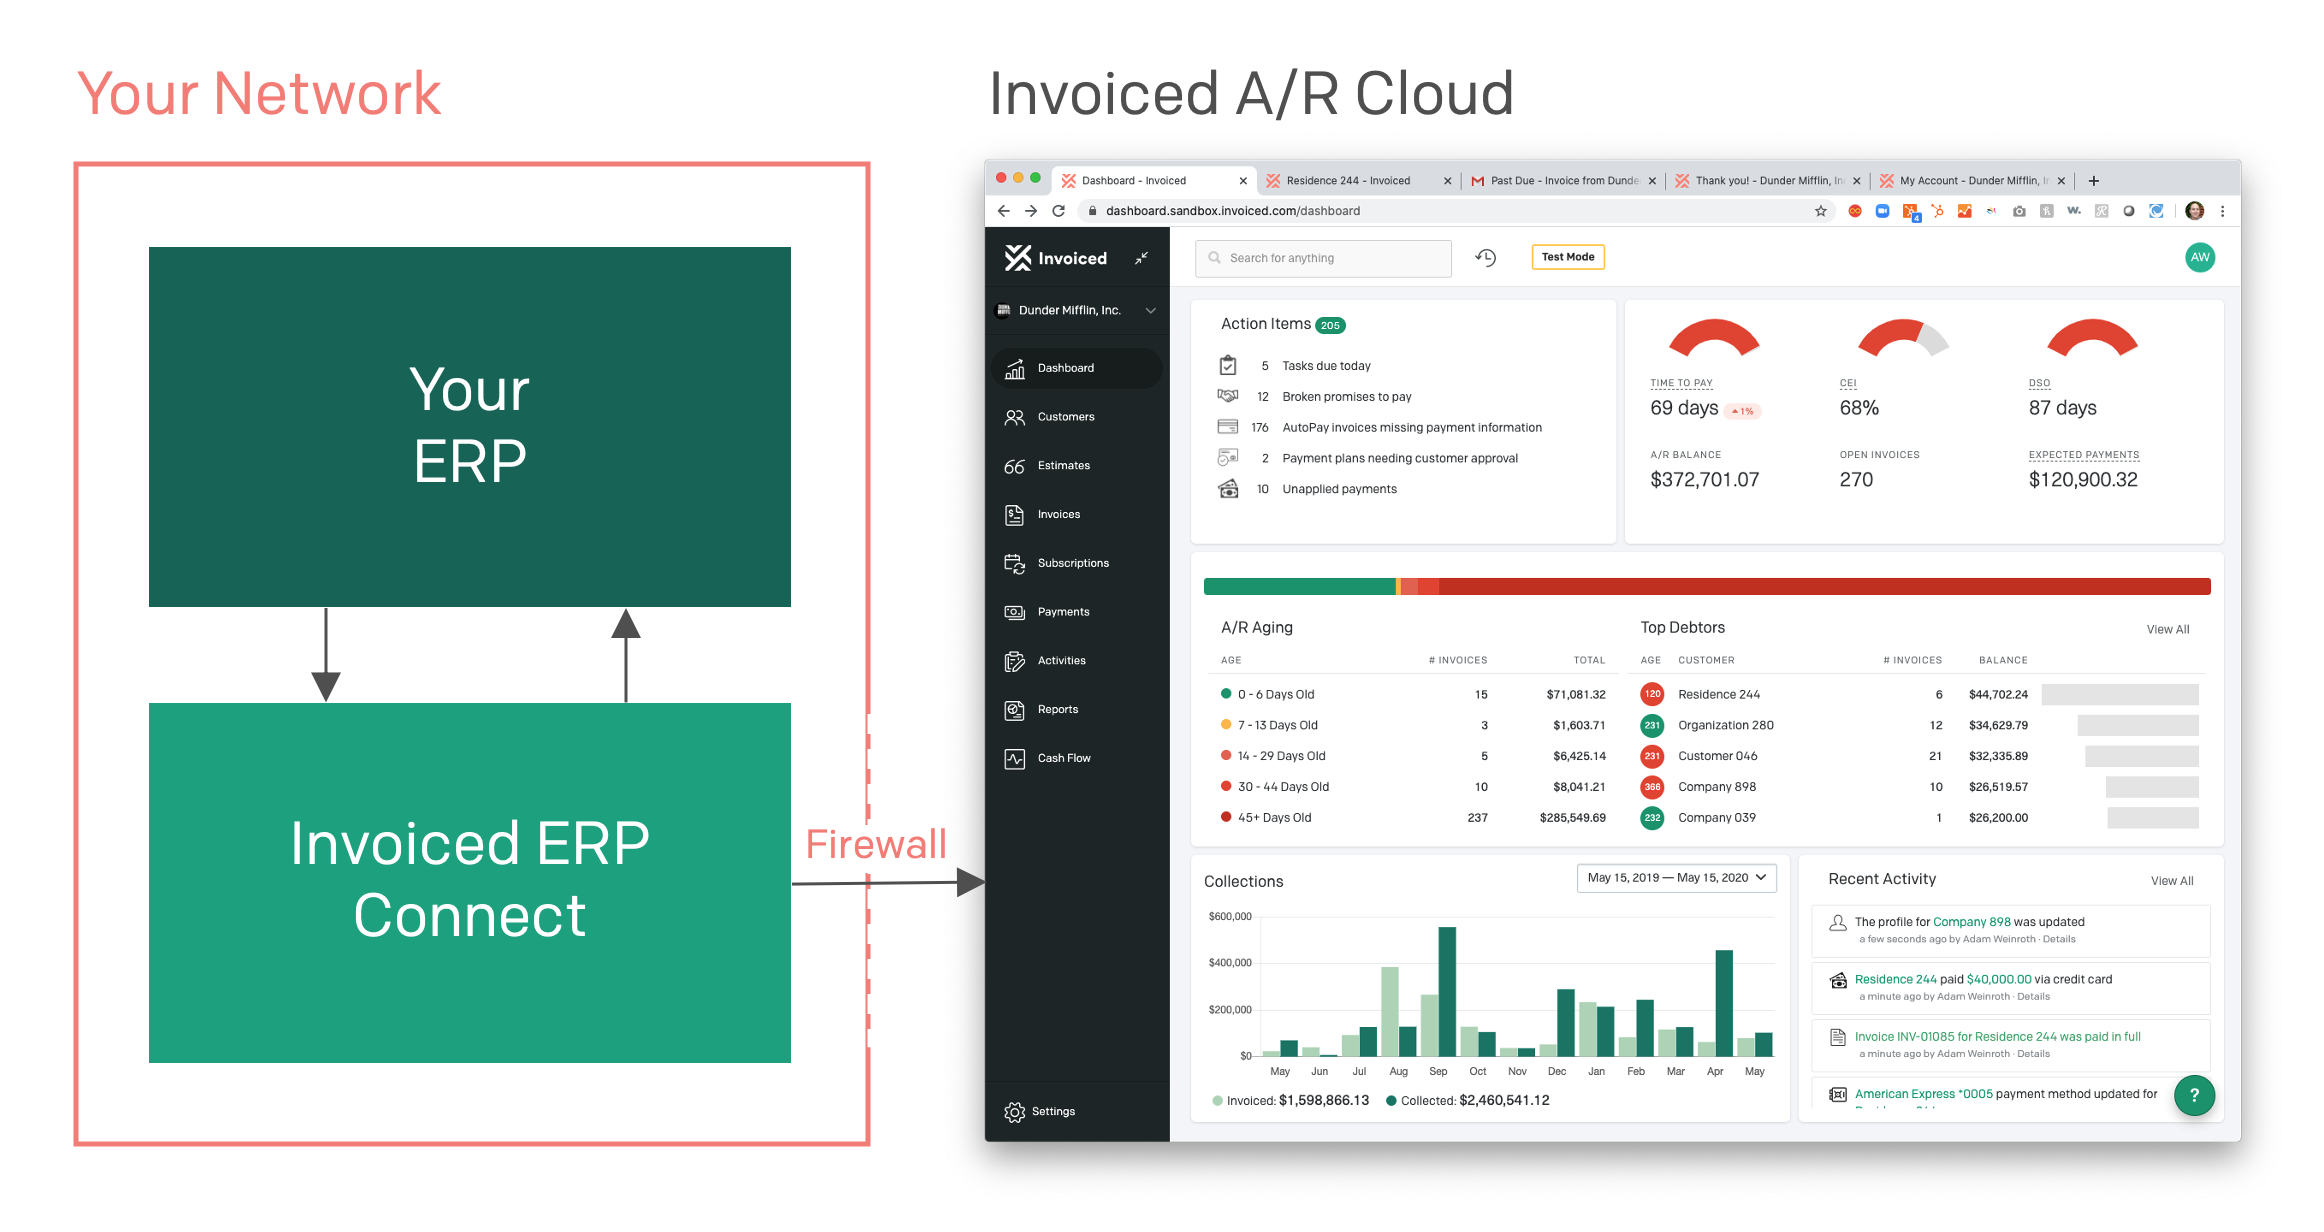 Your Network
Invoiced A/R Cloud
Your
ERP
Invoiced ERP
Connect
Firewall
Dashboard - Invoiced
Residence 244 - Invoiced
Past Due - Invoice from Dunde
Thank you! - Dunder Mifflin, In
My Account - Dunder Mifflin, I
dashboard.sandbox.invoiced.com/dashboard
4
Invoiced
Search for anything
Test Mode
AW
Dunder Mifflin, Inc.
Dashboard
Customers
Estimates
Invoices
Subscriptions
Payments
Activities
Reports
Cash Flow
Settings
Action Items 205
5 Tasks due today
12 Broken promises to pay
176 AutoPay invoices missing payment information
2 Payment plans needing customer approval
10 Unapplied payments
TIME TO PAY
69 days 1%
CEI
68%
DSO
87 days
A/R BALANCE
$372,701.07
OPEN INVOICES
270
EXPECTED PAYMENTS
$120,900.32
A/R Aging
AGE # INVOICES TOTAL
0 - 6 Days Old 15 $71,081.32
7 - 13 Days Old 3 $1,603.71
14 - 29 Days Old 5 $6,425.14
30 - 44 Days Old 10 $8,041.21
45+ Days Old 237 $285,549.69
Top Debtors View All
AGE CUSTOMER # INVOICES BALANCE
120 Residence 244 6 $44,702.24
231 Organization 280 12 $34,629.79
231 Customer 046 21 $32,335.89
366 Company 898 10 $26,519.57
232 Company 039 1 $26,200.00
Collections
May 15, 2019 — May 15, 2020
$600,000
$400,000
$200,000
$0
May Jun Jul Aug Sep Oct Nov Dec Jan Feb Mar Apr May
Invoiced: $1,598,866.13 Collected: $2,460,541.12
Recent Activity View All
The profile for Company 898 was updated
a few seconds ago by Adam Weinroth · Details
Residence 244 paid $40,000.00 via credit card
a minute ago by Adam Weinroth · Details
Invoice INV-01085 for Residence 244 was paid in full
a minute ago by Adam Weinroth · Details
American Express *0005 payment method updated for
?